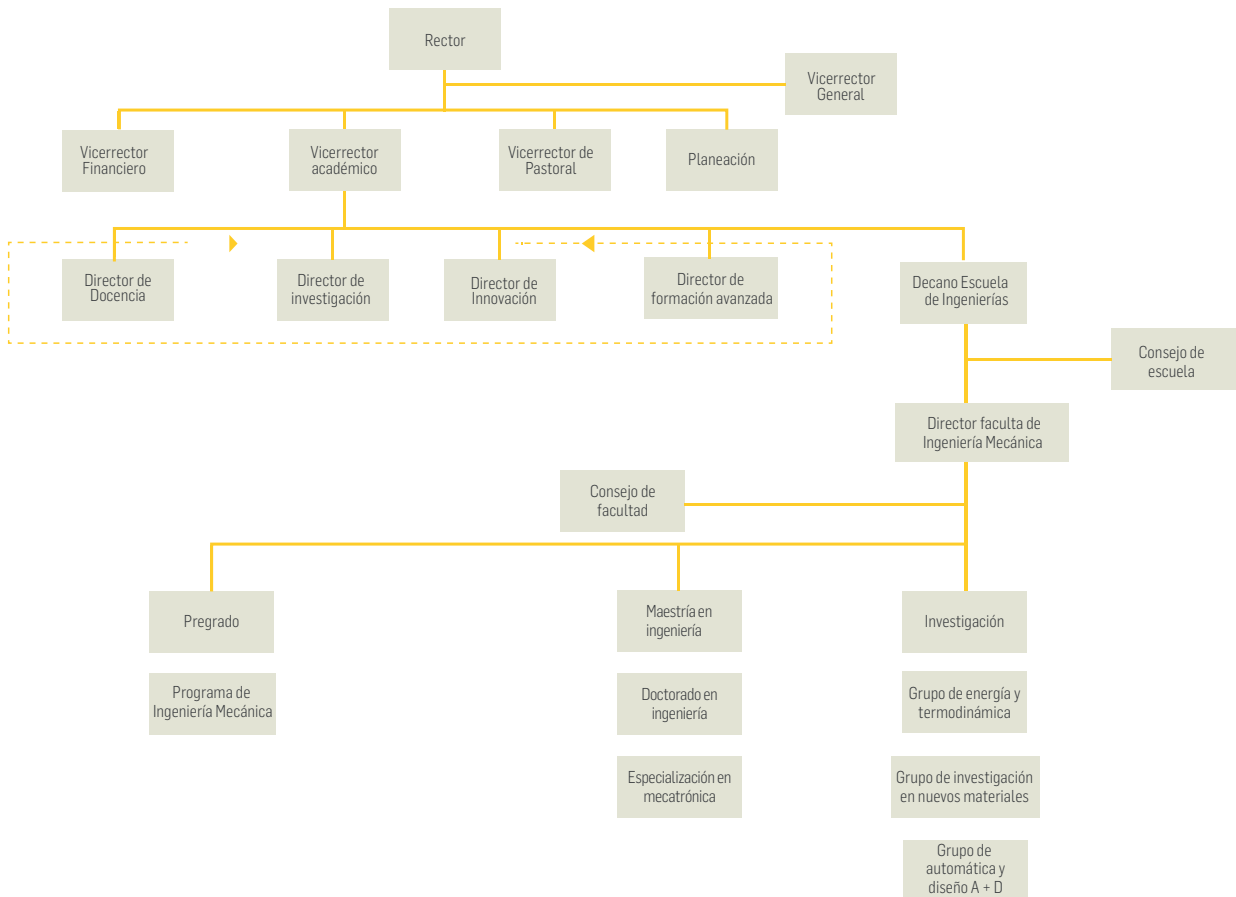 Rector
Vicerrector
General
Vicerrector
Financiero
Vicerrector
académico
Vicerrector de
Pastoral
Planeación
Director de
Docencia
Director de
investigación
Director de
Innovación
Director de
formación avanzada
Decano Escuela
de Ingenierías
Consejo de
escuela
Director faculta de
Ingeniería Mecánica
Consejo de
facultad
Pregrado
Maestría en
ingeniería
Investigación
Programa de
Ingeniería Mecánica
Doctorado en
ingeniería
Grupo de energía y
termodinámica
Especialización en
mecatrónica
Grupo de investigación
en nuevos materiales
Grupo de
automática y
diseño A + D